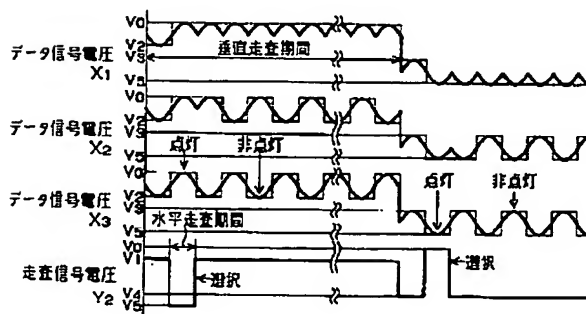 データ信号電圧 X1
V0
V2
V3
V5
垂直走査期間
データ信号電圧 X2
V0
V2
V3
V5
点灯
非点灯
データ信号電圧 X3
V0
V2
V3
V5
水平走査期間
点灯
非点灯
走査信号電圧 Y2
V0
V1
V4
V5
選択
選択